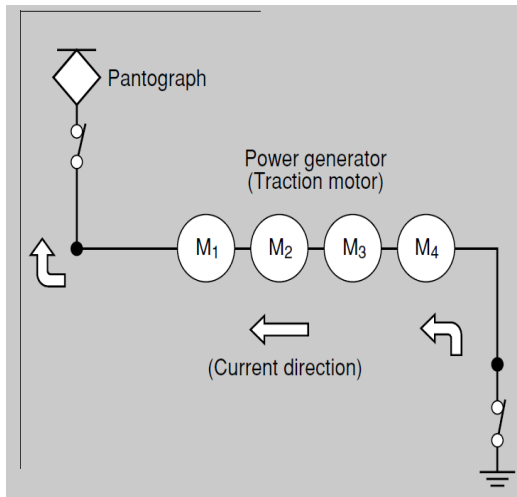 Pantograph
Power generator
(Traction motor)
M1 M2 M3 M4
(Current direction)